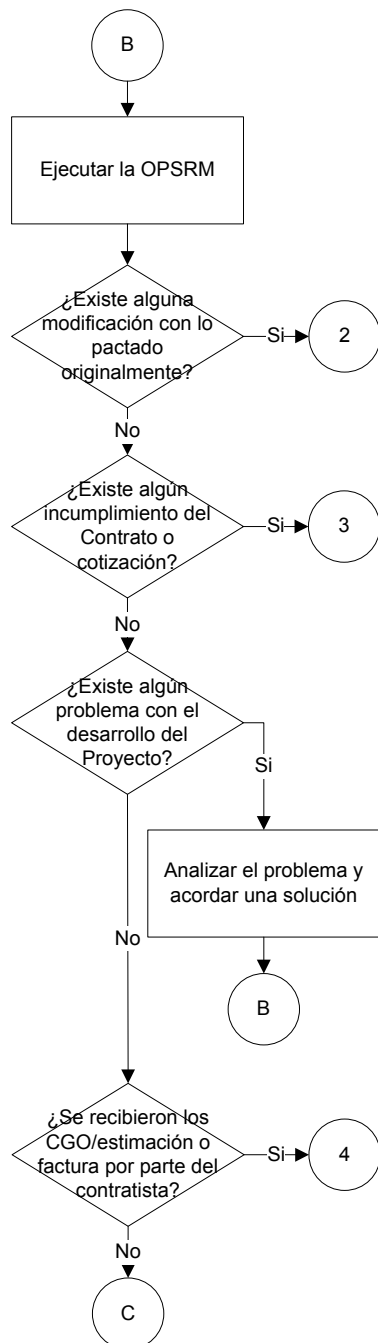 B
Ejecutar la OPSRM
¿Existe alguna
modificación con lo
pactado
originalmente?
Si
2
No
¿Existe algún
incumplimiento del
Contrato o
cotización?
Si
3
No
¿Existe algún
problema con el
desarrollo del
Proyecto?
Si
Analizar el problema y
acordar una solución
No
B
¿Se recibieron los
CGO/estimación o
factura por parte del
contratista?
Si
4
No
C